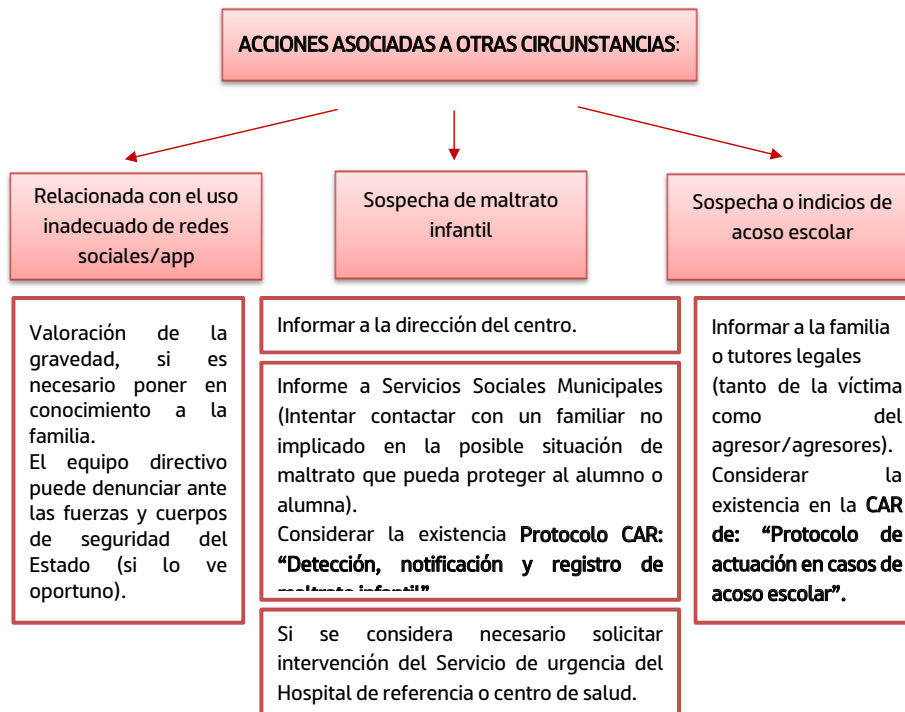 ACCIONES ASOCIADAS A OTRAS CIRCUNSTANCIAS:
Relacionada con el uso
inadecuado de redes
sociales/app
Valoración de la
gravedad, si es
necesario poner en
conocimiento a la
familia.
El equipo directivo
puede denunciar ante
las fuerzas y cuerpos
de seguridad del
Estado (si lo ve
oportuno).
Sospecha de maltrato
infantil
Informar a la dirección del centro.
Informe a Servicios Sociales Municipales
(Intentar contactar con un familiar no
implicado en la posible situación de
maltrato que pueda proteger al alumno o
alumna).
Considerar la existencia Protocolo CAR:
“Detección, notificación y registro de
maltrato infantil”
Si se considera necesario solicitar
intervención del Servicio de urgencia del
Hospital de referencia o centro de salud.
Sospecha o indicios de
acoso escolar
Informar a la familia
o tutores legales
(tanto de la víctima
como del
agresor/agresores).
Considerar la
existencia en la CAR
de: “Protocolo de
actuación en casos de
acoso escolar”.